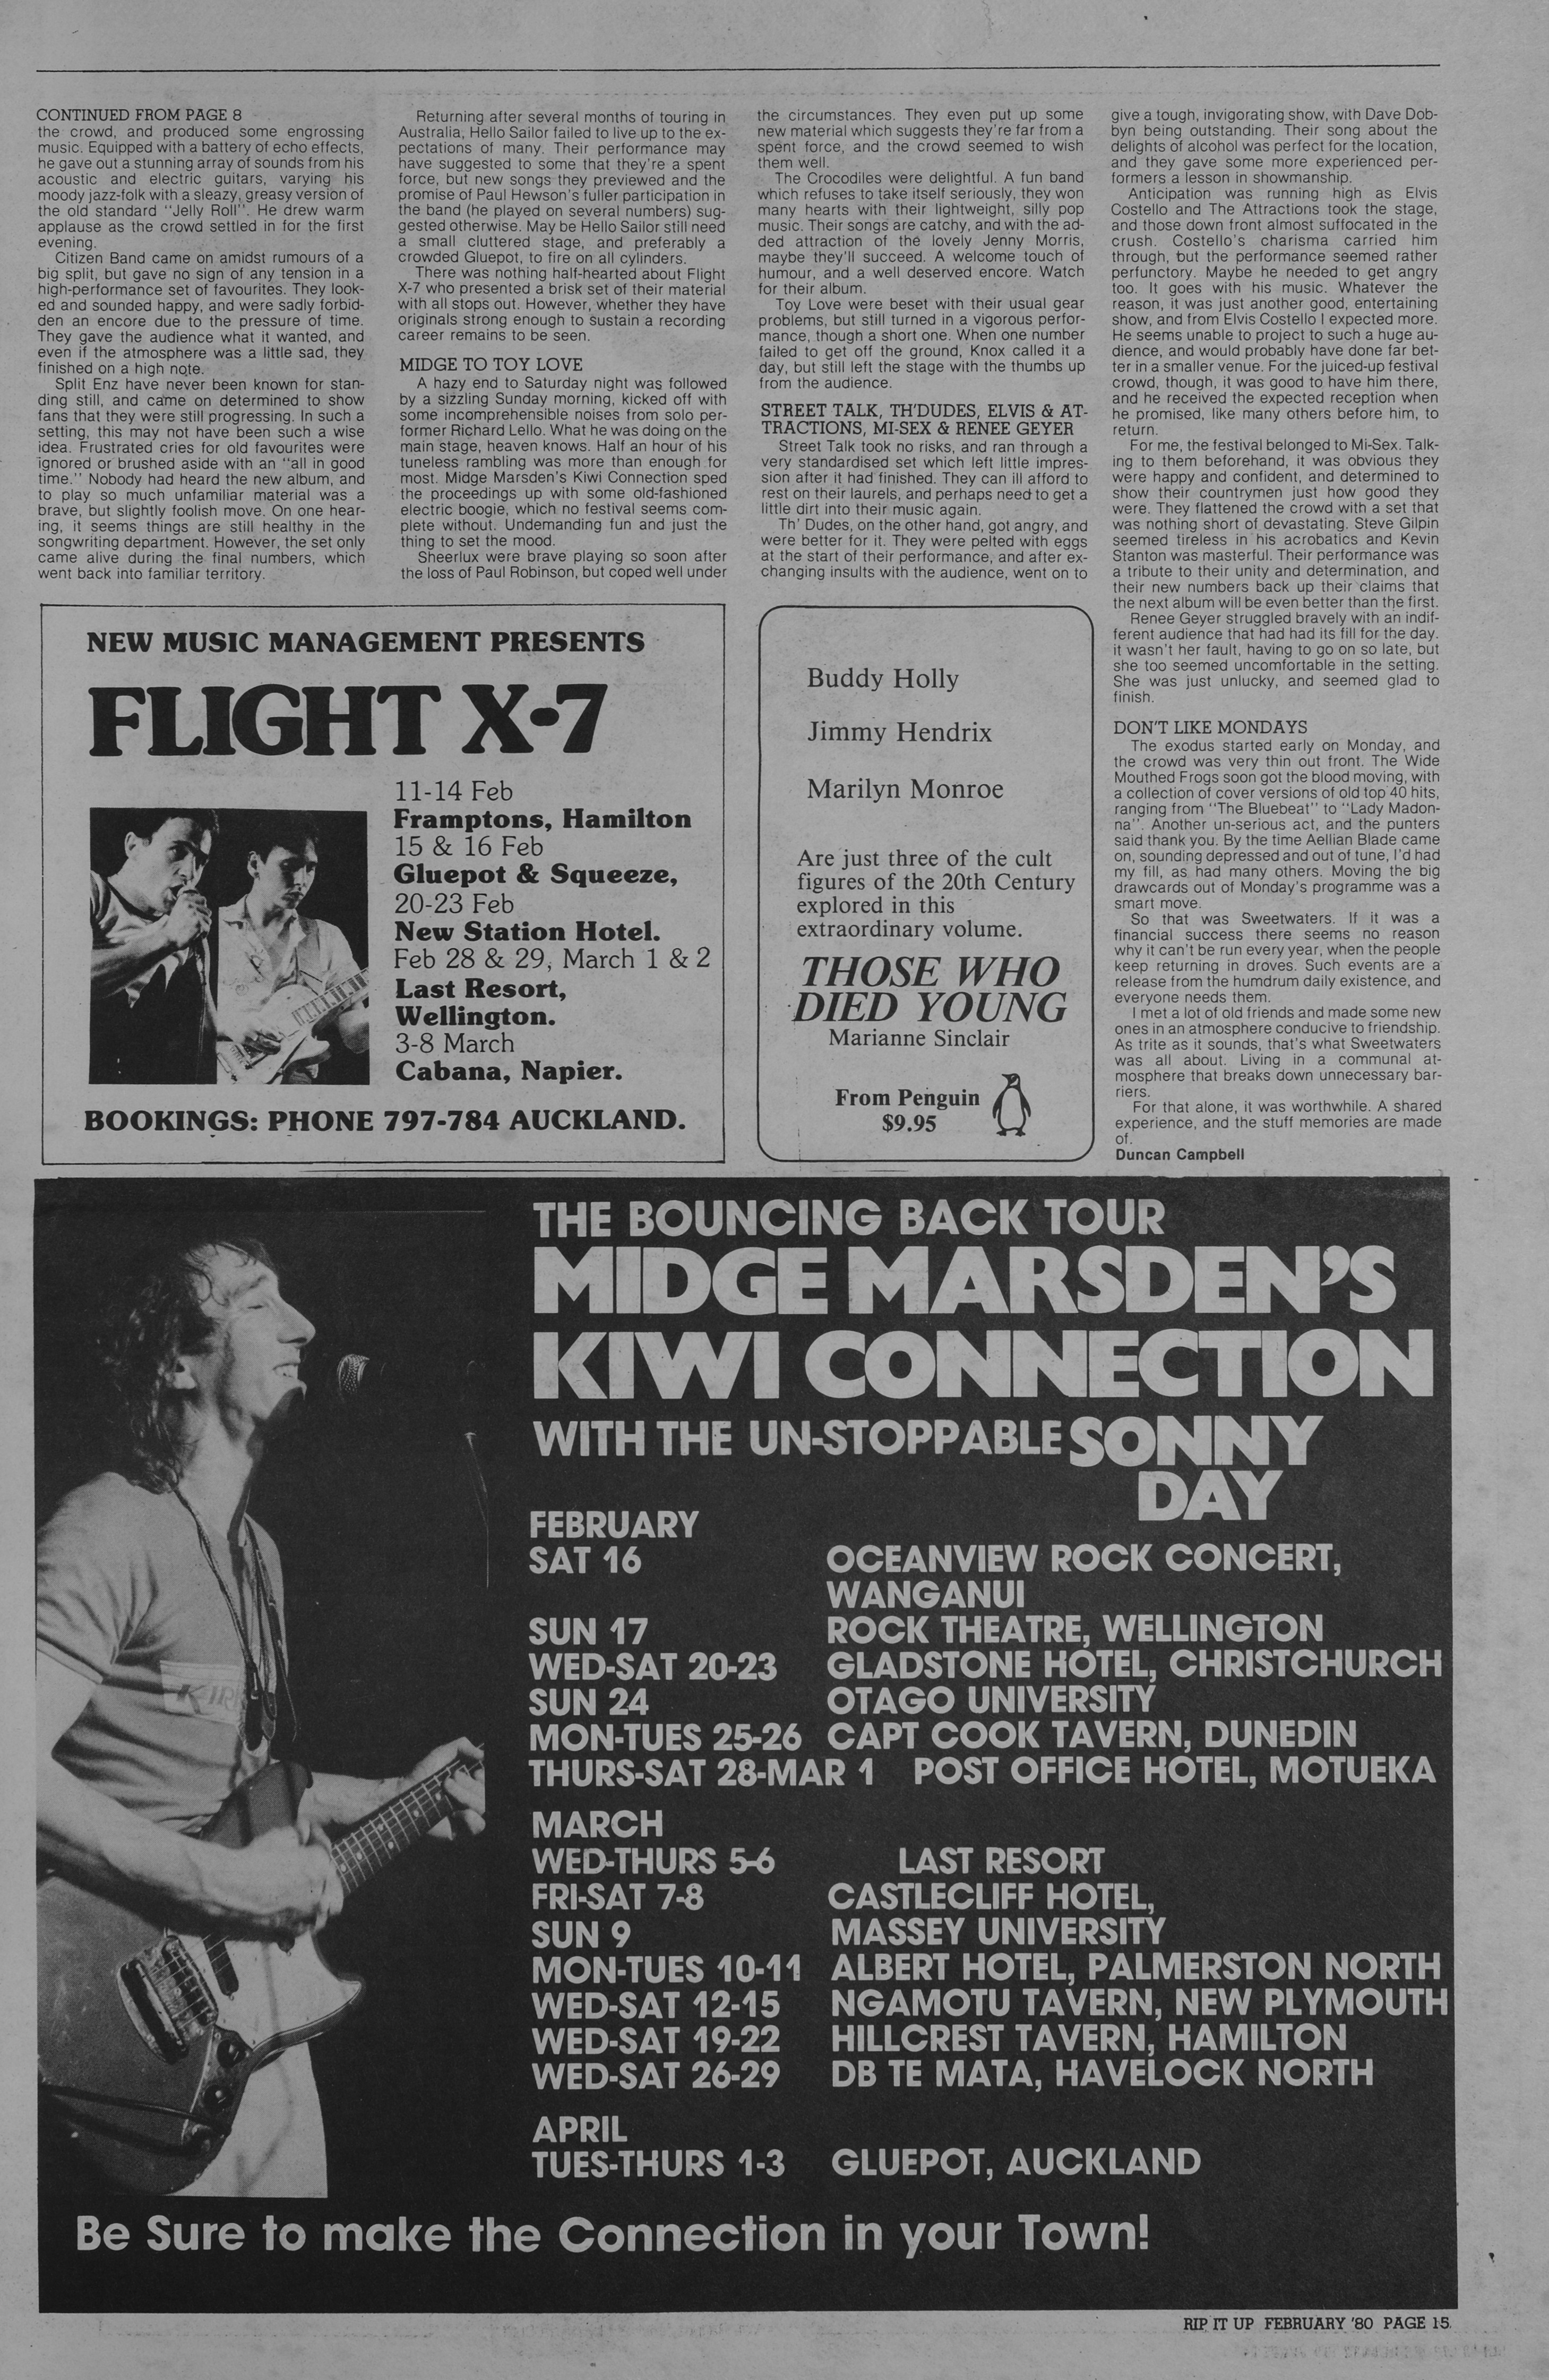 CONTINUED FROM PAGE 8
the crowd, and produced some engrossing
music. Equipped with a battery of echo effects,
he gave out a stunning array of sounds from his
acoustic and electric guitars, varying his
moody jazz-folk with a sleazy, greasy version of
the old standard "Jelly Roll". He drew warm
applause as the crowd settled in for the first
evening.
Citizen Band came on amidst rumours of a
big split, but gave no sign of any tension in a
high-performance set of favourites. They look-
ed and sounded happy, and were sadly forbid-
den an encore due to the pressure of time.
They gave the audience what it wanted, and
even if the atmosphere was a little sad, they
finished on a high note.
Split Enz have never been known for stan-
ding still, and came on determined to show
fans that they were still progressing. In such a
setting, this may not have been such a wise
idea. Frustrated cries for old favourites were
ignored or brushed aside with an "all in good
time." Nobody had heard the new album, and
to play so much unfamiliar material was a
brave, but slightly foolish move. On one hear-
ing, it seems things are still healthy in the
songwriting department. However, the set only
came alive during the final numbers, which
went back into familiar territory.
Returning after several months of touring in
Australia, Hello Sailor failed to live up to the ex-
pectations of many. Their performance may
have suggested to some that they're a spent
force, but new songs they previewed and the
promise of Paul Hewson's fuller participation in
the band (he played on several numbers) sug-
gested otherwise. May be Hello Sailor still need
a small cluttered stage, and preferably a
crowded Gluepot, to fire on all cylinders.
There was nothing half-hearted about Flight
X-7 who presented a brisk set of their material
with all stops out. However, whether they have
originals strong enough to sustain a recording
career remains to be seen.
MIDGE TO TOY LOVE
A hazy end to Saturday night was followed
by a sizzling Sunday morning, kicked off with
some incomprehensible noises from solo per-
former Richard Lello. What he was doing on the
main stage, heaven knows. Half an hour of his
tuneless rambling was more than enough for
most. Midge Marsden's Kiwi Connection sped
the proceedings up with some old-fashioned
electric boogie, which no festival seems com-
plete without. Undemanding fun and just the
thing to set the mood.
Sheerlux were brave playing so soon after
the loss of Paul Robinson, but coped well under
the circumstances. They even put up some
new material which suggests they're far from a
spent force, and the crowd seemed to wish
them well.
The Crocodiles were delightful. A fun band
which refuses to take itself seriously, they won
many hearts with their lightweight, silly pop
music. Their songs are catchy, and with the ad-
ded attraction of the lovely Jenny Morris,
maybe they'll succeed. A welcome touch of
humour, and a well deserved encore. Watch
for their album.
Toy Love were beset with their usual gear
problems, but still turned in a vigorous perfor-
mance, though a short one. When one number
failed to get off the ground, Knox called it a
day, but still left the stage with the thumbs up
from the audience.
STREET TALK, TH'DUDES, ELVIS & AT-
TRACTIONS, MI-SEX & RENEE GEYER
Street Talk took no risks, and ran through a
very standardised set which left little impres-
sion after it had finished. They can ill afford to
rest on their laurels, and perhaps need to get a
little dirt into their music again.
Th' Dudes, on the other hand, got angry, and
were better for it. They were pelted with eggs
at the start of their performance, and after ex-
changing insults with the audience, went on to
give a tough, invigorating show, with Dave Dob-
byn being outstanding. Their song about the
delights of alcohol was perfect for the location,
and they gave some more experienced per-
formers a lesson in showmanship.
Anticipation was running high as Elvis
Costello and The Attractions took the stage,
and those down front almost suffocated in the
crush. Costello's charisma carried him
through, but the performance seemed rather
perfunctory. Maybe he needed to get angry
too. It goes with his music. Whatever the
reason, it was just another good, entertaining
show, and from Elvis Costello I expected more.
He seems unable to project to such a huge au-
dience, and would probably have done far bet-
ter in a smaller venue. For the juiced-up festival
crowd, though, it was good to have him there,
and he received the expected reception when
he promised, like many others before him, to
return.
For me, the festival belonged to Mi-Sex. Talk-
ing to them beforehand, it was obvious they
were happy and confident, and determined to
show their countrymen just how good they
were. They flattened the crowd with a set that
was nothing short of devastating. Steve Gilpin
seemed tireless in his acrobatics and Kevin
Stanton was masterful. Their performance was
a tribute to their unity and determination, and
their new numbers back up their claims that
the next album will be even better than the first.
Renee Geyer struggled bravely with an indif-
ferent audience that had had its fill for the day.
it wasn't her fault, having to go on so late, but
she too seemed uncomfortable in the setting.
She was just unlucky, and seemed glad to
finish.
DON'T LIKE MONDAYS
The exodus started early on Monday, and
the crowd was very thin out front. The Wide
Mouthed Frogs soon got the blood moving, with
a collection of cover versions of old top 40 hits,
ranging from "The Bluebeat" to "Lady Madon-
na". Another un-serious act, and the punters
said thank you. By the time Aellian Blade came
on, sounding depressed and out of tune, I'd had
my fill, as had many others. Moving the big
drawcards out of Monday's programme was a
smart move.
So that was Sweetwaters. If it was a
financial success there seems no reason
why it can't be run every year, when the people
keep returning in droves. Such events are a
release from the humdrum daily existence, and
everyone needs them.
I met a lot of old friends and made some new
ones in an atmosphere conducive to friendship.
As trite as it sounds, that's what Sweetwaters
was all about. Living in a communal at-
mosphere that breaks down unnecessary bar-
riers.
For that alone, it was worthwhile. A shared
experience, and the stuff memories are made
of.
Duncan Campbell
NEW MUSIC MANAGEMENT PRESENTS
FLIGHT X-7
11-14 Feb
Framptons, Hamilton
15 & 16 Feb
Gluepot & Squeeze,
20-23 Feb
New Station Hotel.
Feb 28 & 29, March 1 & 2
Last Resort,
Wellington.
3-8 March
Cabana, Napier.
BOOKINGS: PHONE 797-784 AUCKLAND.
Buddy Holly
Jimmy Hendrix
Marilyn Monroe
Are just three of the cult
figures of the 20th Century
explored in this
extraordinary volume.
THOSE WHO
DIED YOUNG
Marianne Sinclair
From Penguin
$9.95
THE BOUNCING BACK TOUR
MIDGE MARSDEN'S
KIWI CONNECTION
WITH THE UN-STOPPABLE SONNY
DAY
FEBRUARY
SAT 16 OCEANVIEW ROCK CONCERT,
WANGANUI
SUN 17 ROCK THEATRE, WELLINGTON
WED-SAT 20-23 GLADSTONE HOTEL, CHRISTCHURCH
SUN 24 OTAGO UNIVERSITY
MON-TUES 25-26 CAPT COOK TAVERN, DUNEDIN
THURS-SAT 28-MAR 1 POST OFFICE HOTEL, MOTUEKA
MARCH
WED-THURS 5-6 LAST RESORT
FRI-SAT 7-8 CASTLECLIFF HOTEL,
SUN 9 MASSEY UNIVERSITY
MON-TUES 10-11 ALBERT HOTEL, PALMERSTON NORTH
WED-SAT 12-15 NGAMOTU TAVERN, NEW PLYMOUTH
WED-SAT 19-22 HILLCREST TAVERN, HAMILTON
WED-SAT 26-29 DB TE MATA, HAVELOCK NORTH
APRIL
TUES-THURS 1-3 GLUEPOT, AUCKLAND
Be Sure to make the Connection in your Town!
RIP IT UP FEBRUARY '80 PAGE 15